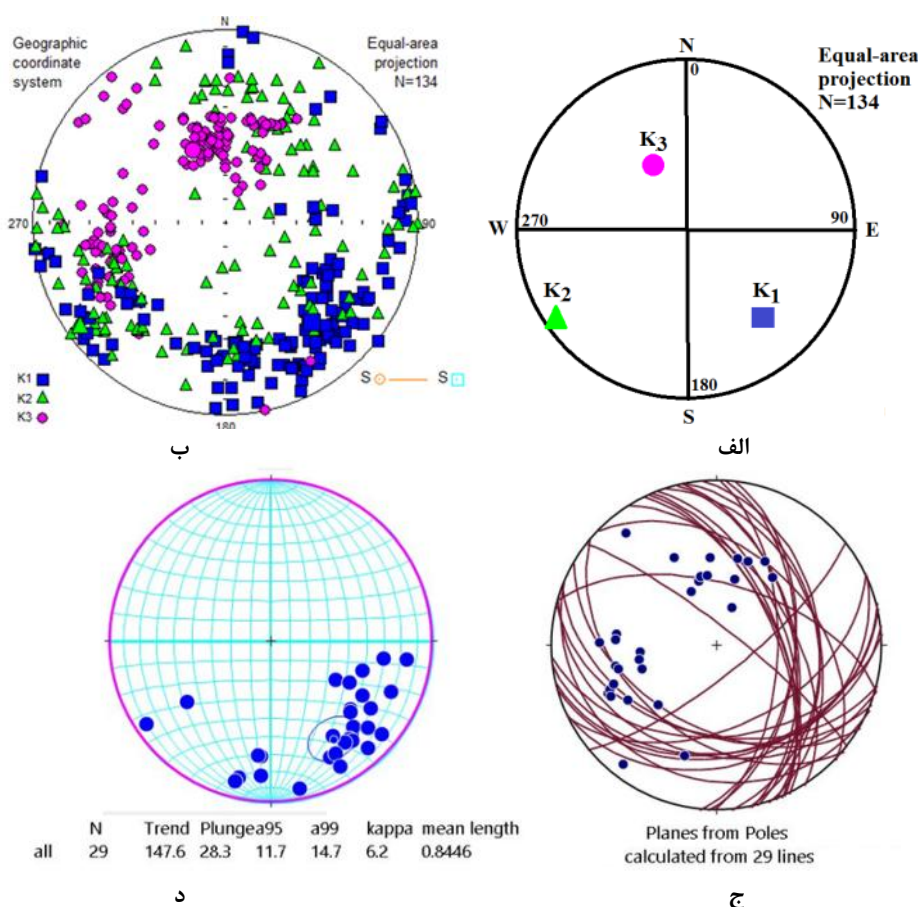 Geographic
coordinate
system
N
Equal-area
projection
N=134
270
90
180
K1
K2
K3
S
S
ب
N
0
Equal-area
projection
N=134
K3
W
270
90
E
K2
K1
180
S
الف
N Trend Plungea95 a99 kappa mean length
all 29 147.6 28.3 11.7 14.7 6.2 0.8446
د
Planes from Poles
calculated from 29 lines
ج